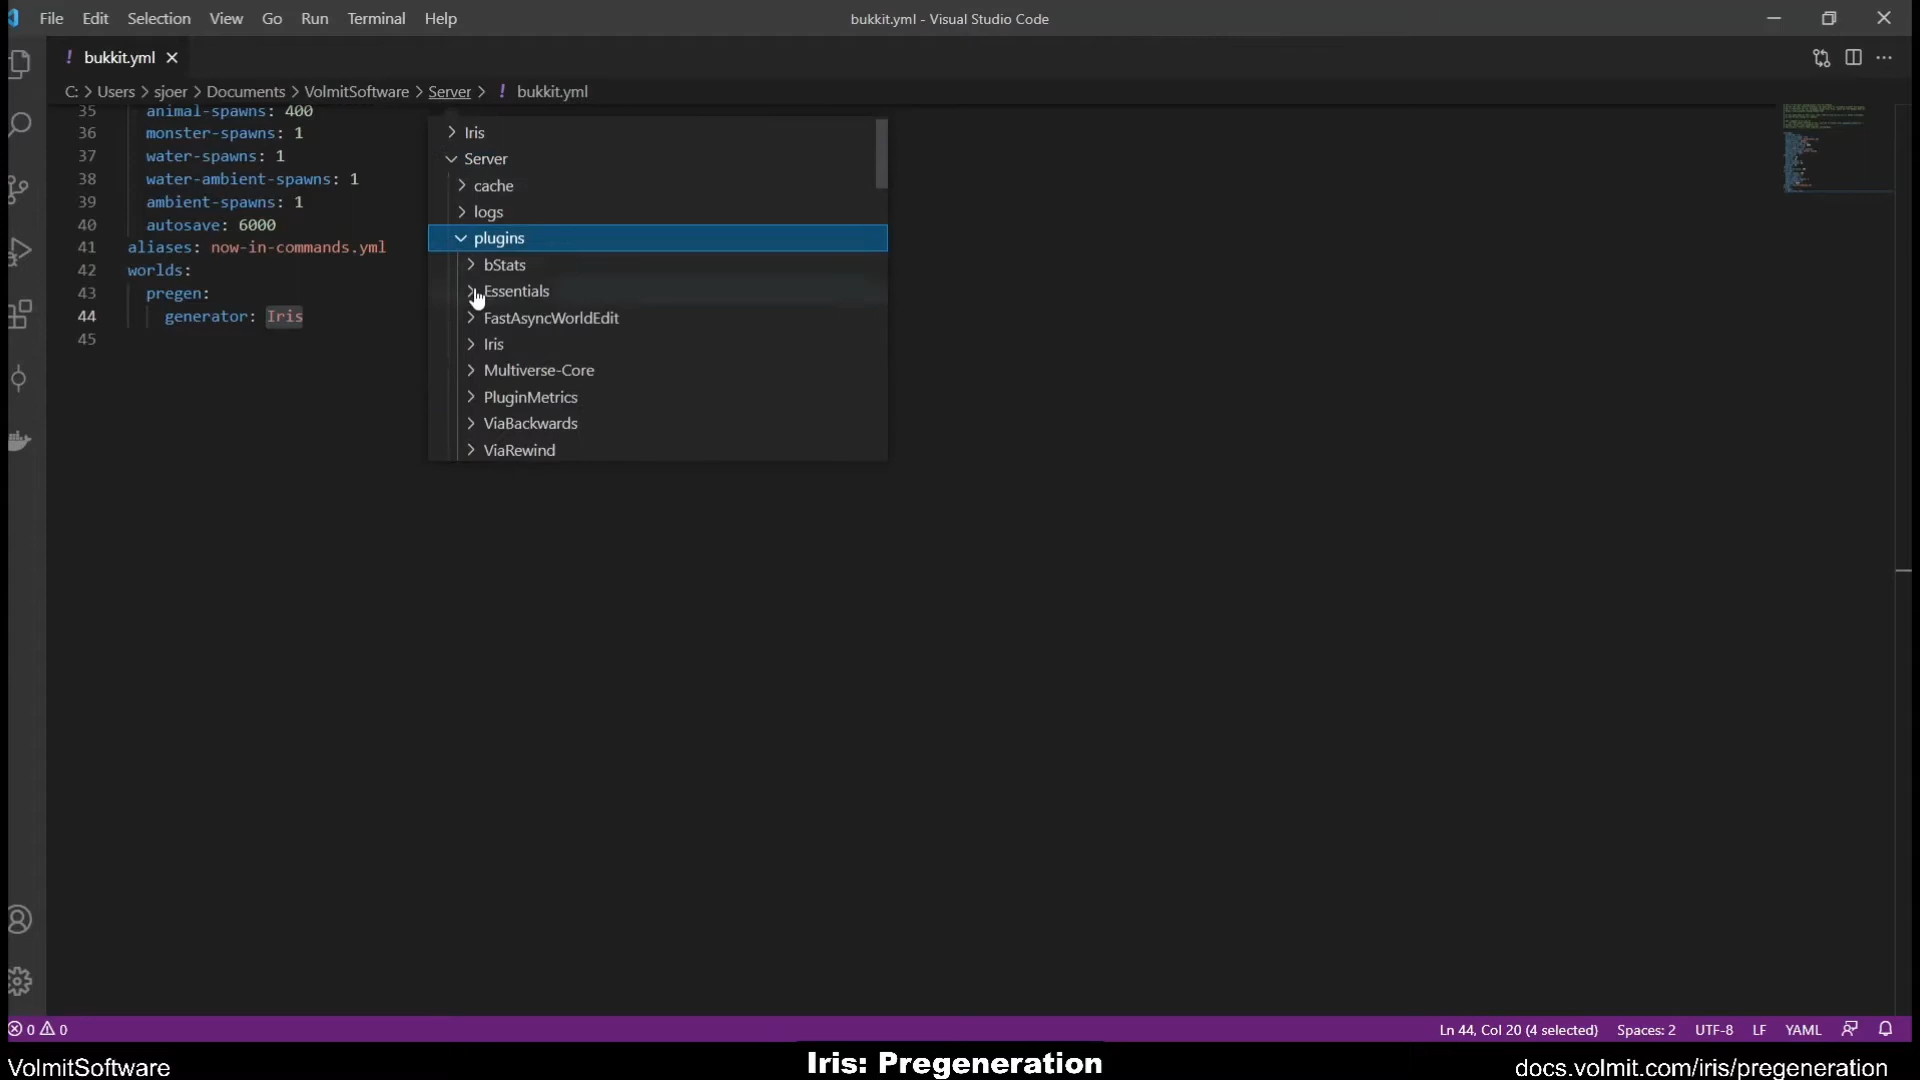 File Edit Selection View Go Run Terminal Help
bukkit.yml - Visual Studio Code
! bukkit.yml
C: > Users > sjoer > Documents > VolmitSoftware > Server > ! bukkit.yml
35 animal-spawns: 400
36 monster-spawns: 1
37 water-spawns: 1
38 water-ambient-spawns: 1
39 ambient-spawns: 1
40 autosave: 6000
41 aliases: now-in-commands.yml
42 worlds:
43 pregen:
44 generator: Iris
45
Iris
Server
cache
logs
plugins
bStats
Essentials
FastAsyncWorldEdit
Iris
Multiverse-Core
PluginMetrics
ViaBackwards
ViaRewind
0 0
Ln 44, Col 20 (4 selected) Spaces: 2 UTF-8 LF YAML
VolmitSoftware
Iris: Pregeneration
docs.volmit.com/iris/pregeneration